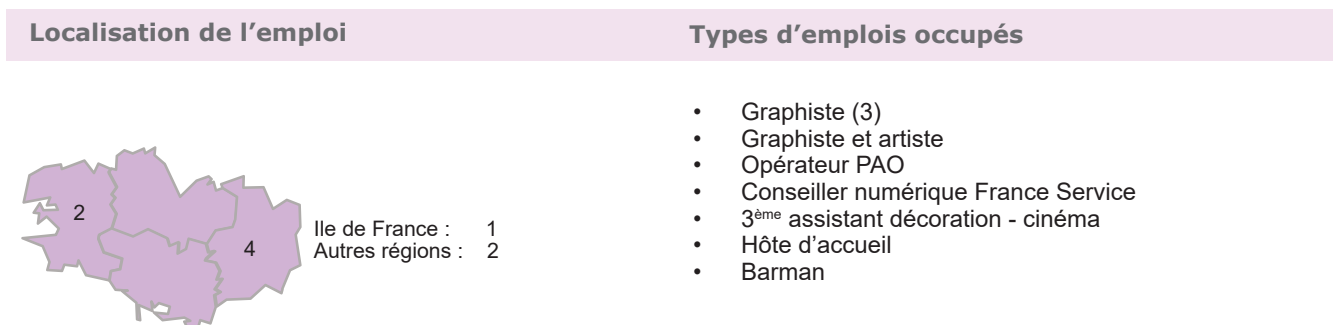 Localisation de l’emploi
Types d’emplois occupés
2
4
Ile de France : 1
Autres régions : 2
• Graphiste (3)
• Graphiste et artiste
• Opérateur PAO
• Conseiller numérique France Service
• 3ème assistant décoration - cinéma
• Hôte d’accueil
• Barman